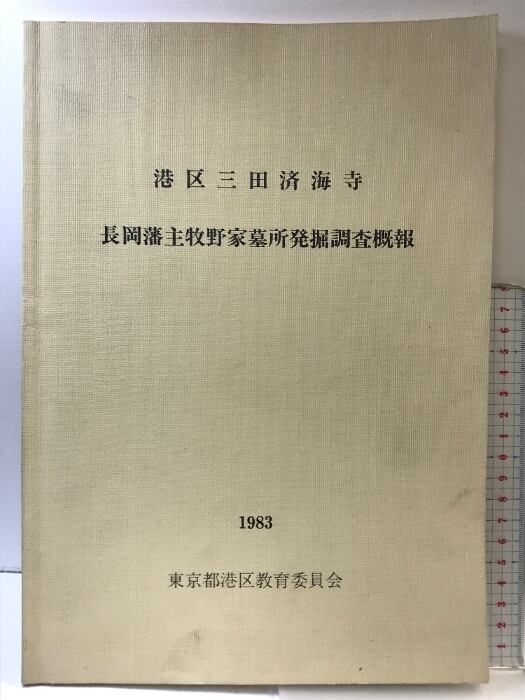 港区三田済海寺
長岡藩主牧野家墓所発掘調査概報
1983
東京都港区教育委員会